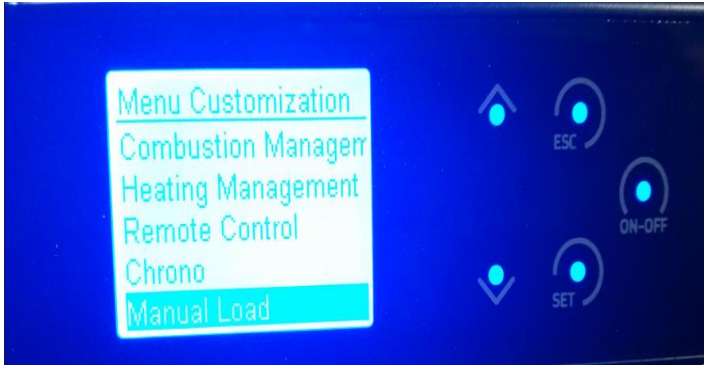 Menu Customization
Combustion Managem
Heating Management
Remote Control
Chrono
Manual Load
ESC
ON-OFF
SET